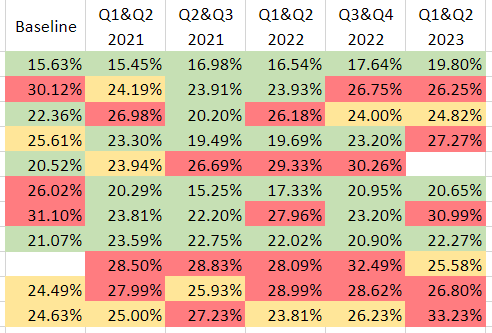 Baseline Q1&Q2 2021 Q2&Q3 2021 Q1&Q2 2022 Q3&Q4 2022 Q1&Q2 2023
15.63% 15.45% 16.98% 16.54% 17.64% 19.80%
30.12% 24.19% 23.91% 23.93% 26.75% 26.25%
22.36% 26.98% 20.20% 26.18% 24.00% 24.82%
25.61% 23.30% 19.49% 19.69% 23.20% 27.27%
20.52% 23.94% 26.69% 29.33% 30.26%
26.02% 20.29% 15.25% 17.33% 20.95% 20.65%
31.10% 23.81% 22.20% 27.96% 23.20% 30.99%
21.07% 23.59% 22.75% 22.02% 20.90% 22.27%
28.50% 28.83% 28.09% 32.49% 25.58%
24.49% 27.99% 25.93% 28.99% 28.62% 26.80%
24.63% 25.00% 27.23% 23.81% 26.23% 33.23%